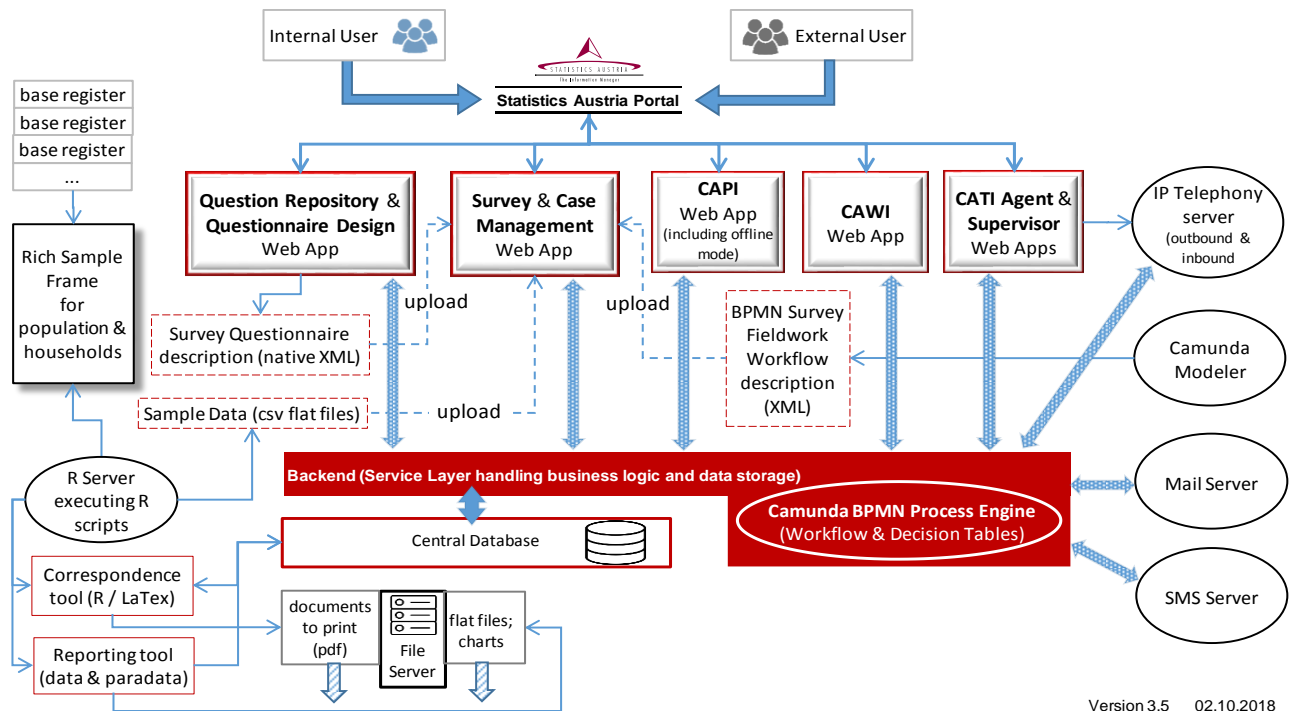 Internal User
External User
STATISTICS AUSTRIA
The Information Manager
Statistics Austria Portal
base register
base register
base register
...
Rich Sample
Frame
for
population &
households
Question Repository &
Questionnaire Design
Web App
Survey & Case
Management
Web App
CAPI
Web App
(including offline
mode)
CAWI
Web App
CATI Agent &
Supervisor
Web Apps
IP Telephony
server
(outbound &
inbound
upload
upload
Survey Questionnaire
description (native XML)
BPMN Survey
Fieldwork
Workflow
description
(XML)
Camunda
Modeler
Sample Data (csv flat files)
upload
R Server
executing R
scripts
Backend (Service Layer handling business logic and data storage)
Camunda BPMN Process Engine
(Workflow & Decision Tables)
Mail Server
SMS Server
Central Database
Correspondence
tool (R / LaTex)
Reporting tool
(data & paradata)
documents
to print
(pdf)
File
Server
flat files;
charts
Version 3.5 02.10.2018